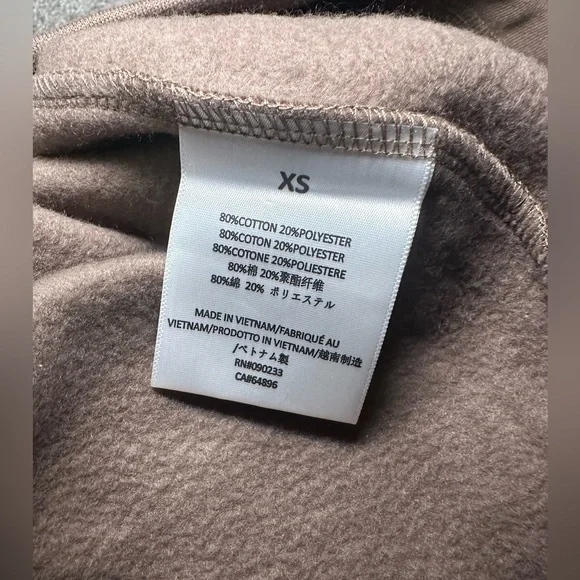 XS
80%COTTON 20%POLYESTER
80%COTON 20%POLYESTER
80%COTONE 20%POLIESTERE
80%棉 20%聚酯纤维
80%綿 20% ポリエステル
MADE IN VIETNAM/FABRIQUÉ AU
VIETNAM/PRODOTTO IN VIETNAM/越南制造
/ベトナム製
RN#090233
CA#64896